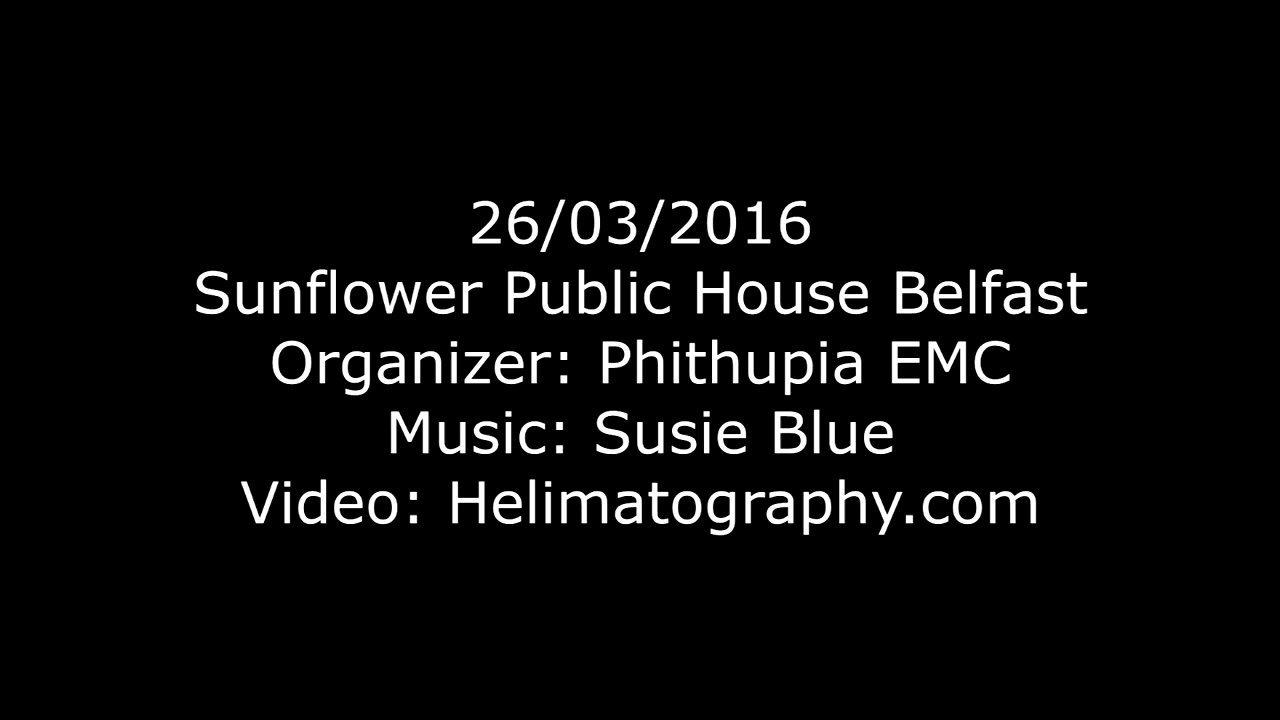 26/03/2016
Sunflower Public House Belfast
Organizer: Phithupia EMC
Music: Susie Blue
Video: Helimatography.com